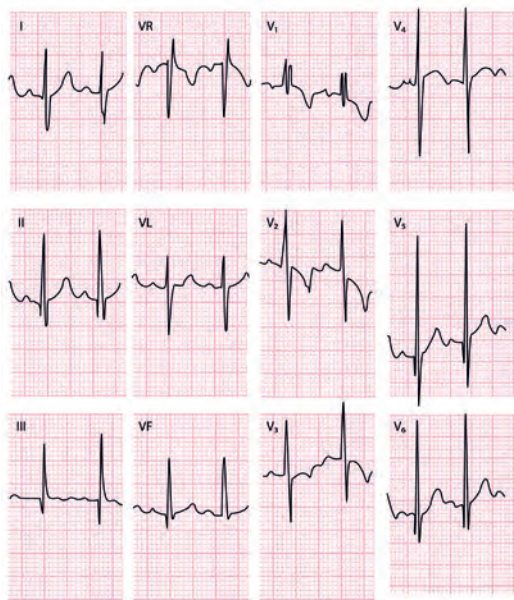 I VR V₁ V₄
II VL V₂ V₅
III VF V₃ V₆